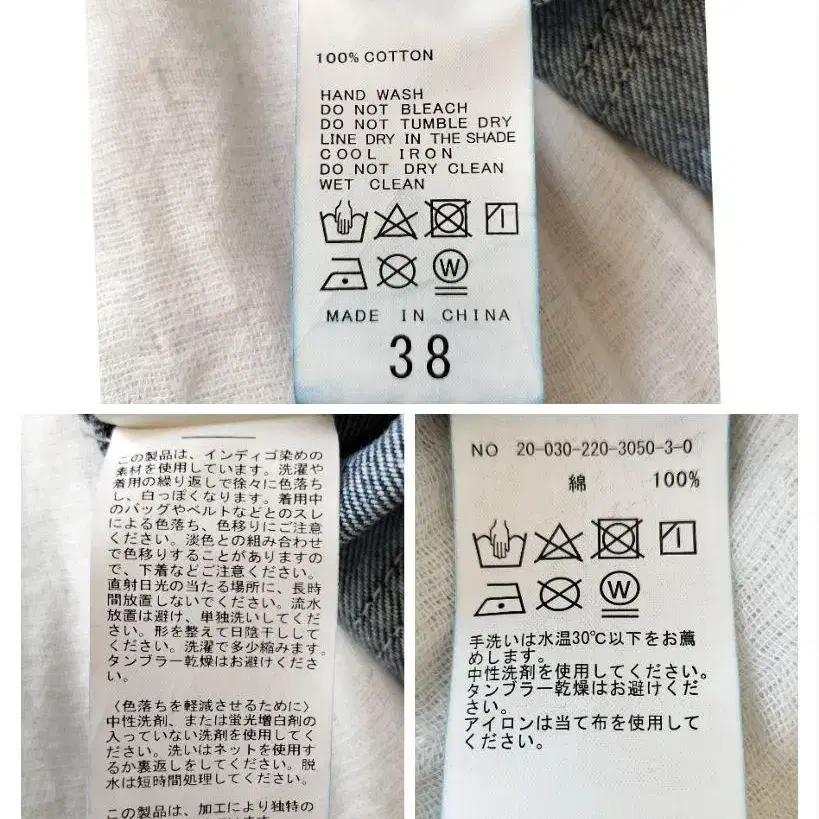 100% COTTON
HAND WASH
DO NOT BLEACH
DO NOT TUMBLE DRY
LINE DRY IN THE SHADE
COOL IRON
DO NOT DRY CLEAN
WET CLEAN
W
MADE IN CHINA
38
この製品は、インディゴ染めの
素材を使用しています。洗濯や
着用の繰り返しで徐々に色落ち
し、白っぽくなります。着用中
のバッグやベルトなどとのスレ
による色落ち、色移りにご注意
ください。淡色との組み合わせ
で色移りすることがありますの
で、下着などご注意ください。
直射日光の当たる場所に、長時
間放置しないでください。流水
放置は避け、単独洗いしてくだ
さい。形を整えて日陰干ししてく
ださい。洗濯で多少縮みます。
タンブラー乾燥はお避けくださ
い。
〈色落ちを軽減させるために〉
中性洗剤、または蛍光増白剤の
入っていない洗剤を使用してく
ださい。洗いはネットを使用す
るか裏返しをしてください。脱
水は短時間処理してください。
この製品は、加工により独特の
NO 20-030-220-3050-3-0
綿 100%
W
手洗いは水温30℃以下をお薦
めします。
中性洗剤を使用してください。
タンブラー乾燥はお避けくださ
い。
アイロンは当て布を使用して
ください。